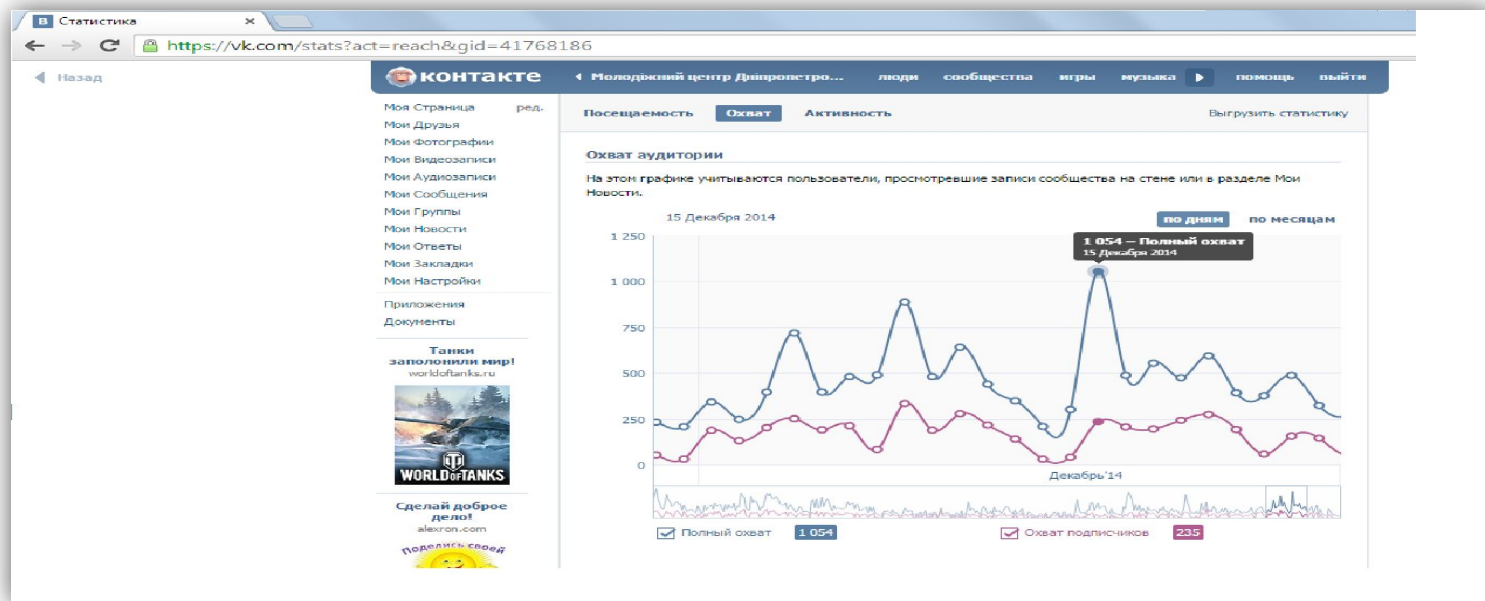 Статистика
https://vk.com/stats?act=reach&gid=41768186
Назад
контакте
Молодіжний центр Дніпропетро... люди сообщества игры музыка помощь выйти
Моя Страница ред.
Мои Друзья
Мои Фотографии
Мои Видеозаписи
Мои Аудиозаписи
Мои Сообщения
Мои Группы
Мои Новости
Мои Ответы
Мои Закладки
Мои Настройки
Приложения
Документы
Танки
заполонили мир!
worldoftanks.ru
WORLD OF TANKS
Сделай доброе
дело!
alexron.com
Поделись своей
Посещаемость Охват Активность Выгрузить статистику
Охват аудитории
На этом графике учитываются пользователи, просмотревшие записи сообщества на стене или в разделе Мои
Новости.
15 Декабря 2014 по дням по месяцам
1 054 – Полный охват
15 Декабря 2014
1 250
1 000
750
500
250
0
Декабрь'14
Полный охват 1 054 Охват подписчиков 235